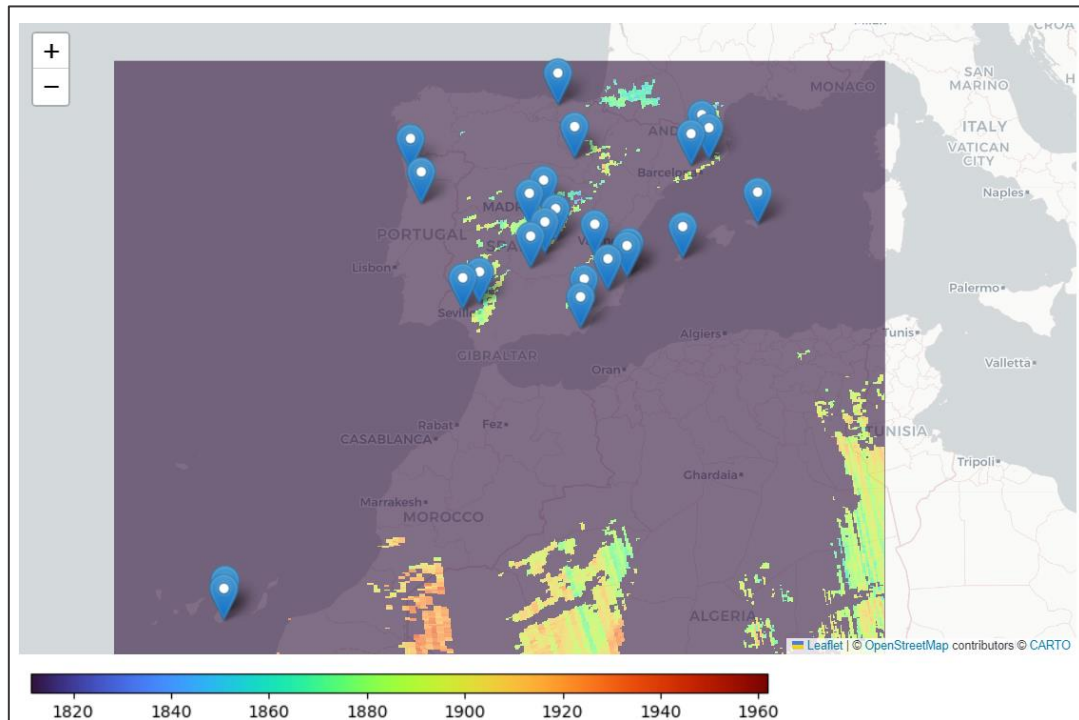 +
−
CROA
MONACO
SAN
MARINO
AND
ITALY
VATICAN
CITY
Barcelon
Naples
MADR
PORTUGAL
SPA
Lisbon
Palermo
Sevill
Algiers
Tunis
GIBRALTAR
Valletta
Oran
Rabat
Fez
TUNISIA
CASABLANCA
Tripoli
Ghardaia
Marrakesh
MOROCCO
ALGERIA
Leaflet | © OpenStreetMap contributors © CARTO
1820 1840 1860 1880 1900 1920 1940 1960